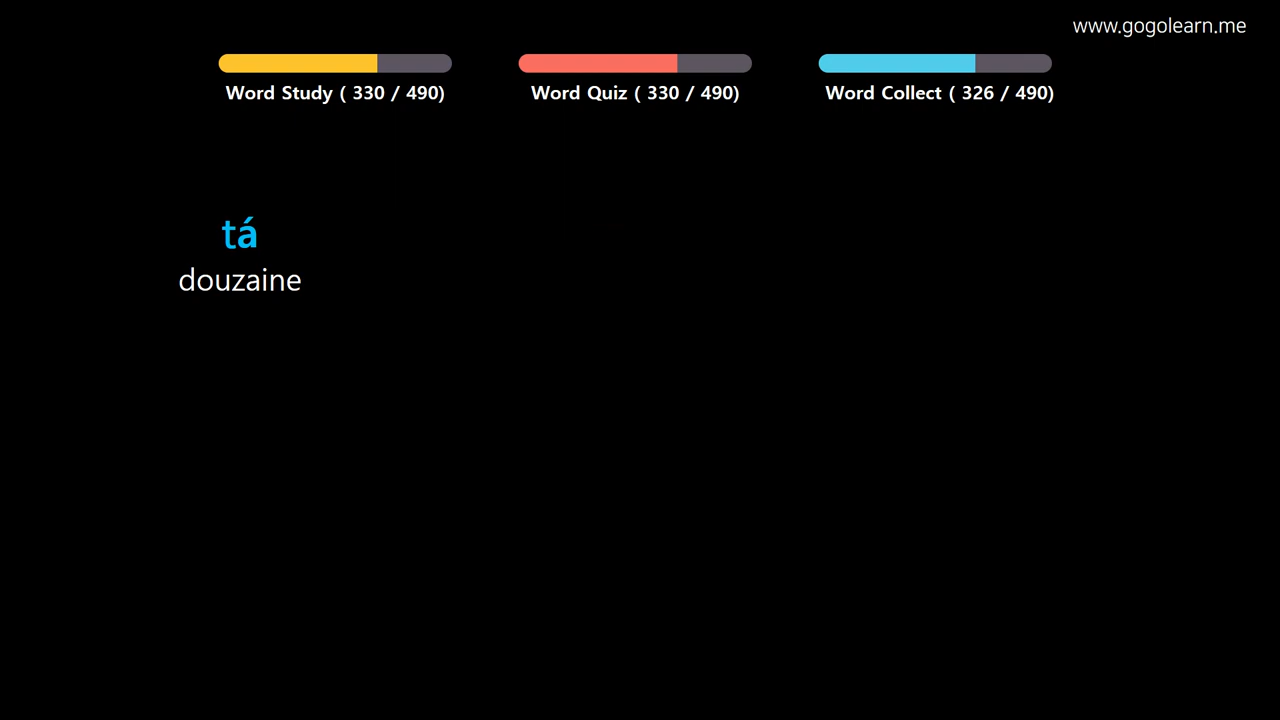 www.gogolearn.me
Word Study ( 330 / 490)
Word Quiz ( 330 / 490)
Word Collect ( 326 / 490)
tá
douzaine